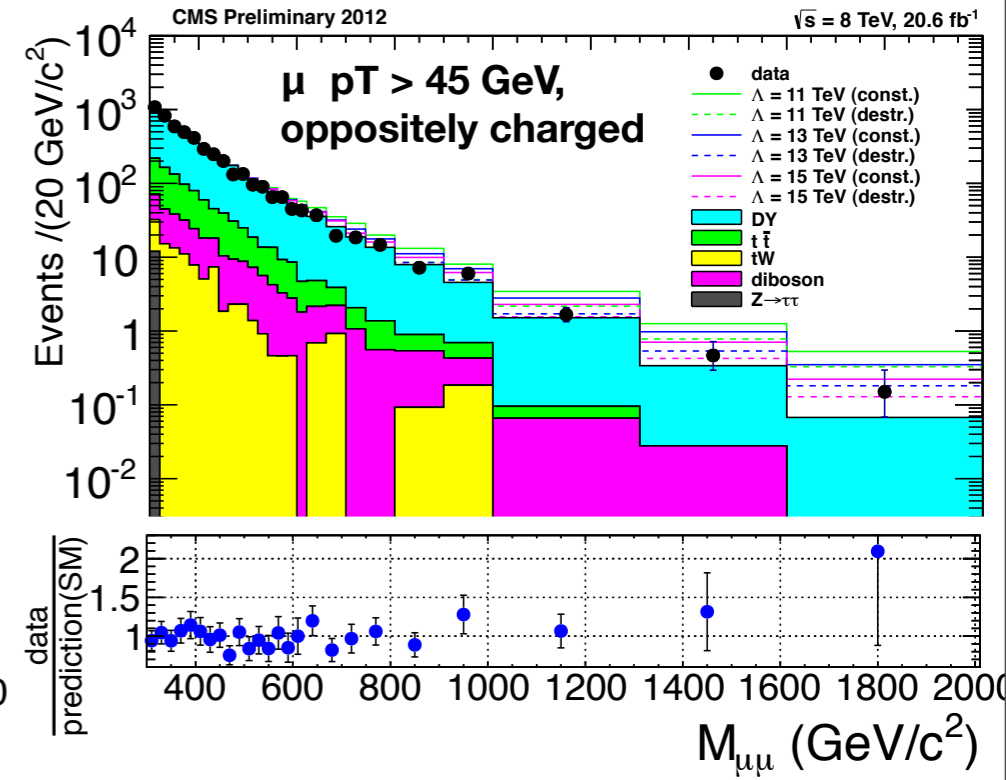 CMS Preliminary 2012
√s = 8 TeV, 20.6 fb⁻¹
Events /(20 GeV/c²)
10⁴
10³
10²
10
1
10⁻¹
10⁻²
μ pT > 45 GeV,
oppositely charged
data
Λ = 11 TeV (const.)
Λ = 11 TeV (destr.)
Λ = 13 TeV (const.)
Λ = 13 TeV (destr.)
Λ = 15 TeV (const.)
Λ = 15 TeV (destr.)
DY
t t̄
tW
diboson
Z→ττ
data
prediction(SM)
2
1.5
1
0
400 600 800 1000 1200 1400 1600 1800 2000
M_μμ (GeV/c²)